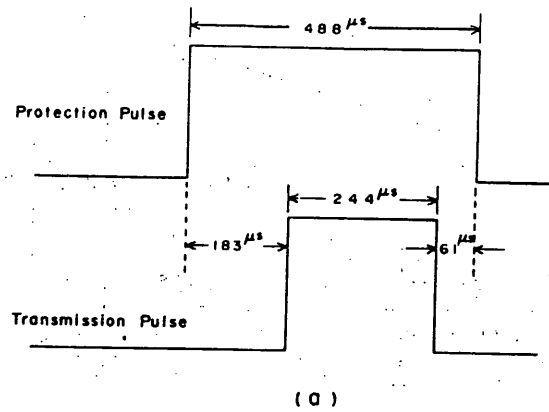 488 μs
Protection Pulse
244 μs
183 μs
61 μs
Transmission Pulse
(a)